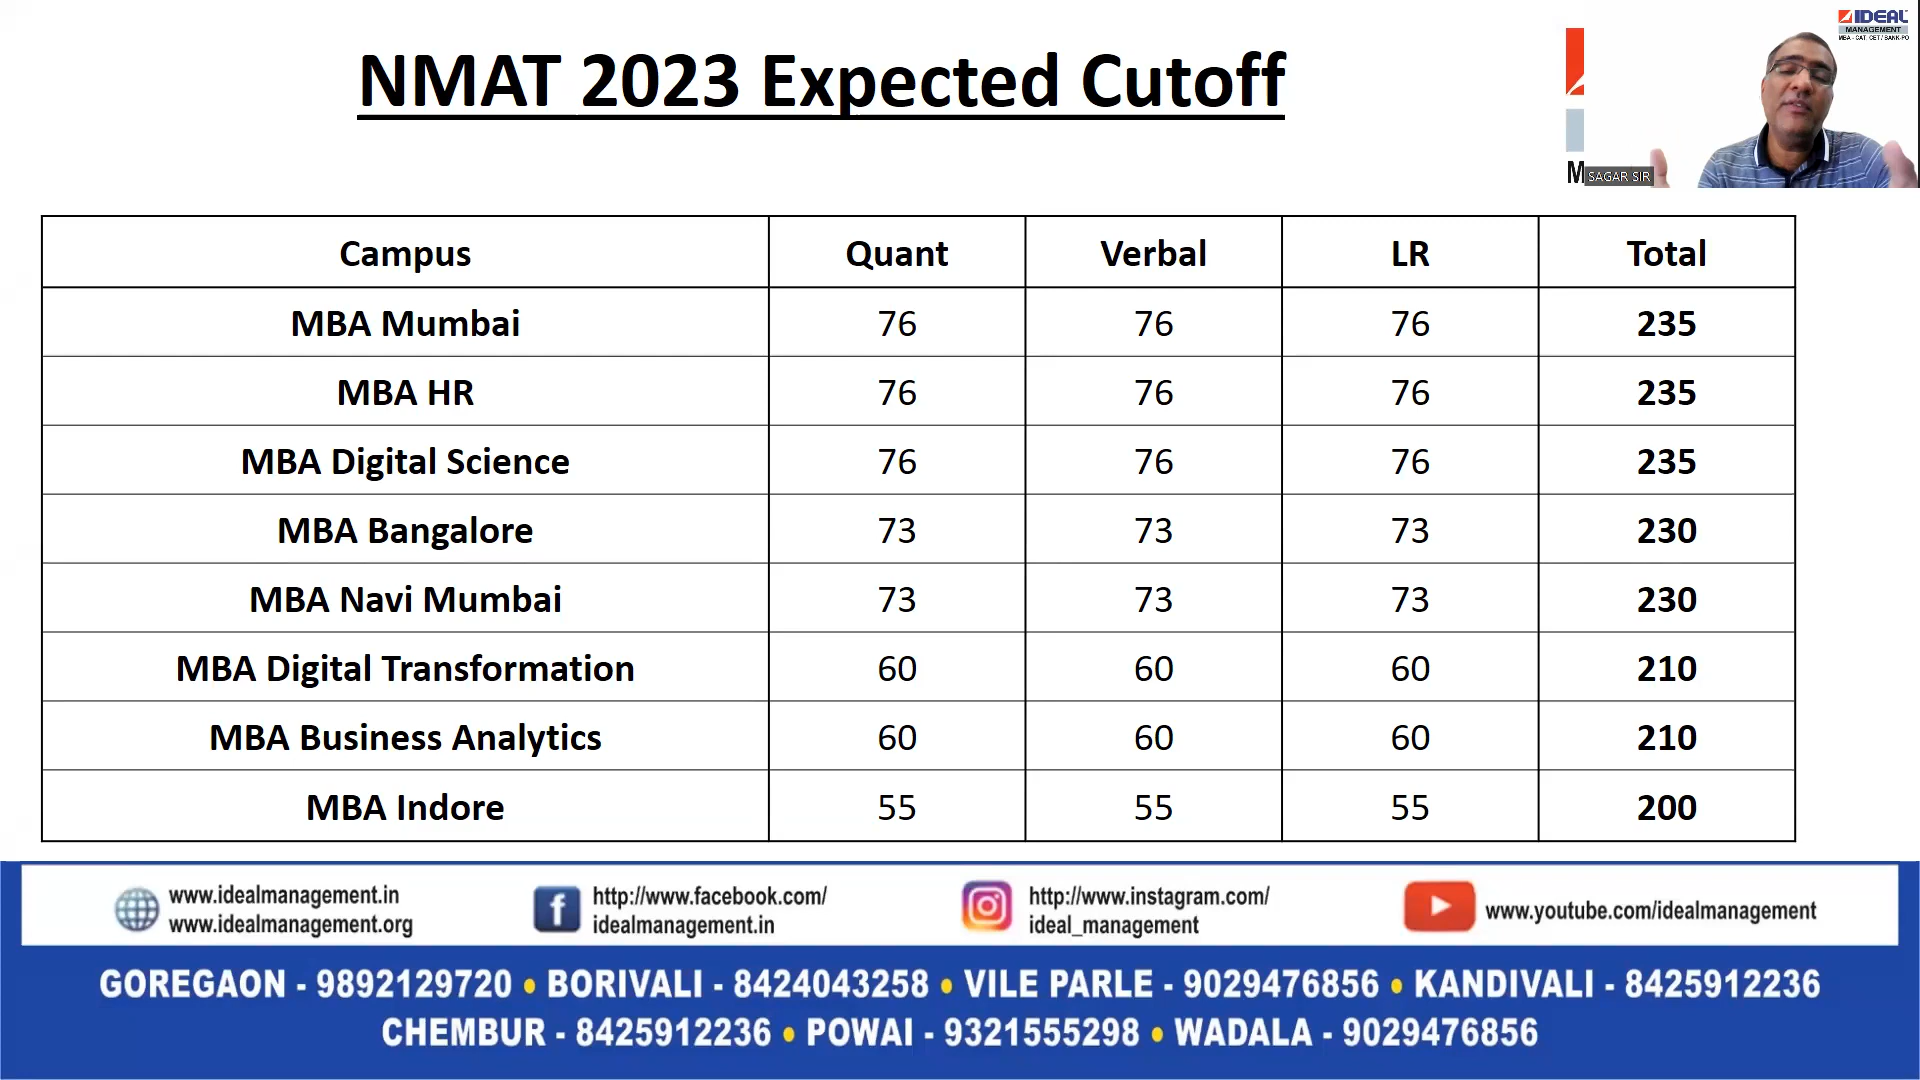 IDEAL
MANAGEMENT
MBA - CAT, CET / BANK-PO
NMAT 2023 Expected Cutoff
M
SAGAR SIR
Campus Quant Verbal LR Total
MBA Mumbai 76 76 76 235
MBA HR 76 76 76 235
MBA Digital Science 76 76 76 235
MBA Bangalore 73 73 73 230
MBA Navi Mumbai 73 73 73 230
MBA Digital Transformation 60 60 60 210
MBA Business Analytics 60 60 60 210
MBA Indore 55 55 55 200
www.idealmanagement.in
www.idealmanagement.org
http://www.facebook.com/
idealmanagement.in
http://www.instagram.com/
ideal_management
www.youtube.com/idealmanagement
GOREGAON - 9892129720 • BORIVALI - 8424043258 • VILE PARLE - 9029476856 • KANDIVALI - 8425912236
CHEMBUR - 8425912236 • POWAI - 9321555298 • WADALA - 9029476856